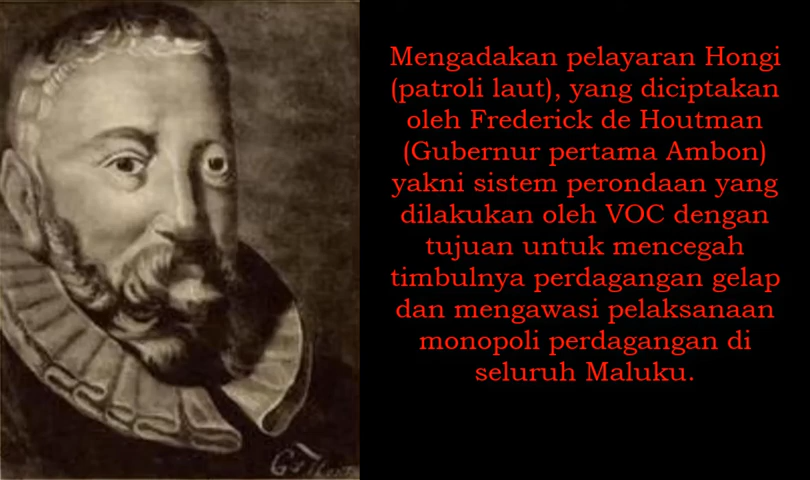 Mengadakan pelayaran Hongi
(patroli laut), yang diciptakan
oleh Frederick de Houtman
(Gubernur pertama Ambon)
yakni sistem perondaan yang
dilakukan oleh VOC dengan
tujuan untuk mencegah
timbulnya perdagangan gelap
dan mengawasi pelaksanaan
monopoli perdagangan di
seluruh Maluku.